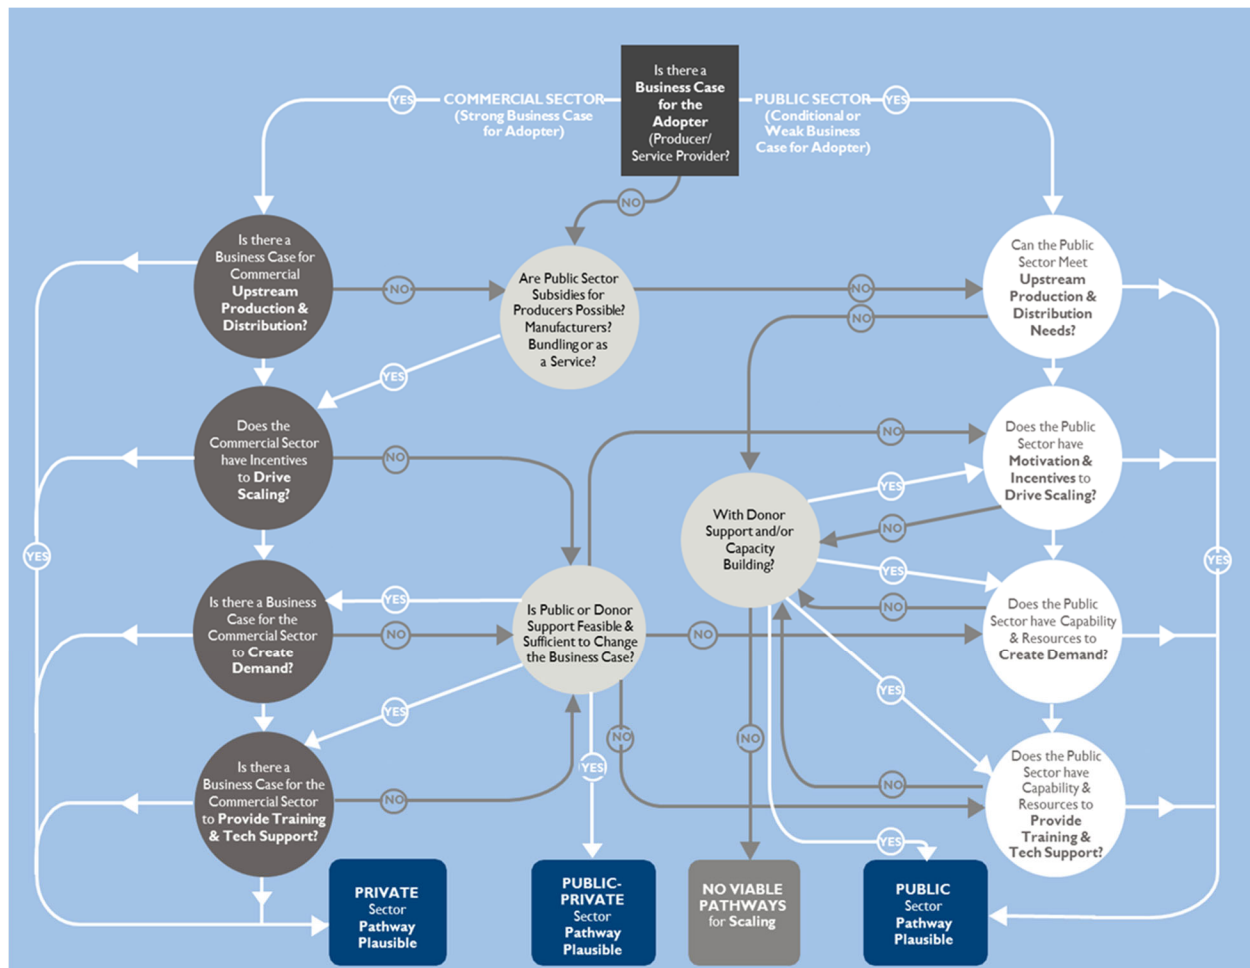 Is there a
Business Case
for the
Adopter
(Producer/
Service Provider?
YES
COMMERCIAL SECTOR
(Strong Business Case
for Adopter)
PUBLIC SECTOR
(Conditional or
Weak Business
Case for Adopter)
YES
NO
Is there a
Business Case for
Commercial
Upstream
Production &
Distribution?
NO
Are Public Sector
Subsidies for
Producers Possible?
Manufacturers?
Bundling or as
a Service?
NO
NO
Can the Public
Sector Meet
Upstream
Production &
Distribution
Needs?
YES
Does the
Commercial Sector
have Incentives
to Drive
Scaling?
NO
NO
Does the Public
Sector have
Motivation &
Incentives to
Drive Scaling?
YES
NO
With Donor
Support and/or
Capacity
Building?
YES
YES
YES
Is there a Business
Case for the
Commercial Sector
to Create
Demand?
YES
NO
Is Public or Donor
Support Feasible &
Sufficient to Change
the Business Case?
NO
NO
Does the Public
Sector have Capability
& Resources to
Create Demand?
YES
YES
NO
NO
YES
NO
Is there a
Business Case for the
Commercial Sector
to Provide Training
& Tech Support?
NO
Does the Public
Sector have
Capability &
Resources to
Provide
Training &
Tech Support?
YES
PRIVATE
Sector
Pathway
Plausible
PUBLIC-
PRIVATE
Sector
Pathway
Plausible
NO VIABLE
PATHWAYS
for Scaling
PUBLIC
Sector
Pathway
Plausible